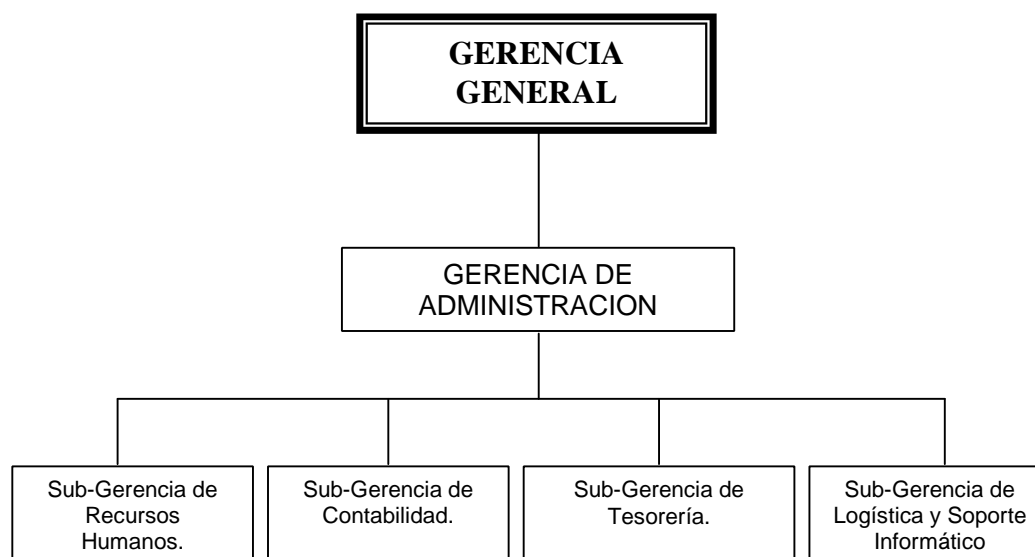 GERENCIA
GENERAL
GERENCIA DE
ADMINISTRACION
Sub-Gerencia de
Recursos
Humanos.
Sub-Gerencia de
Contabilidad.
Sub-Gerencia de
Tesorería.
Sub-Gerencia de
Logística y Soporte
Informático